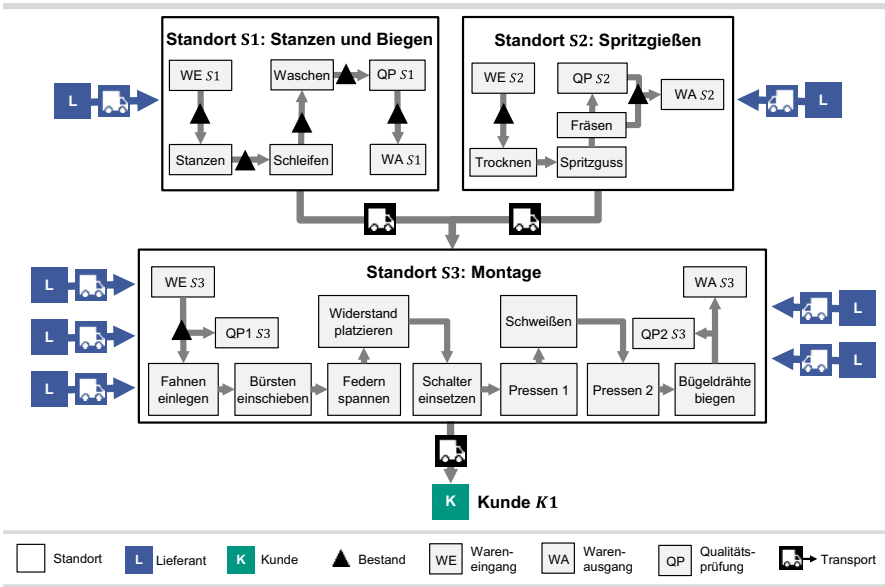 Standort S1: Stanzen und Biegen
WE S1
Waschen
QP S1
Stanzen
Schleifen
WA S1
L
Standort S2: Spritzgießen
WE S2
QP S2
WA S2
Fräsen
Trocknen
Spritzguss
L
Standort S3: Montage
WE S3
QP1 S3
Widerstand
platzieren
Schweißen
WA S3
QP2 S3
Fahnen
einlegen
Bürsten
einschieben
Federn
spannen
Schalter
einsetzen
Pressen 1
Pressen 2
Bügeldrähte
biegen
L
L
L
L
L
K
Kunde K1
Standort
L
Lieferant
K
Kunde
Bestand
WE
Waren-
eingang
WA
Waren-
ausgang
QP
Qualitäts-
prüfung
Transport